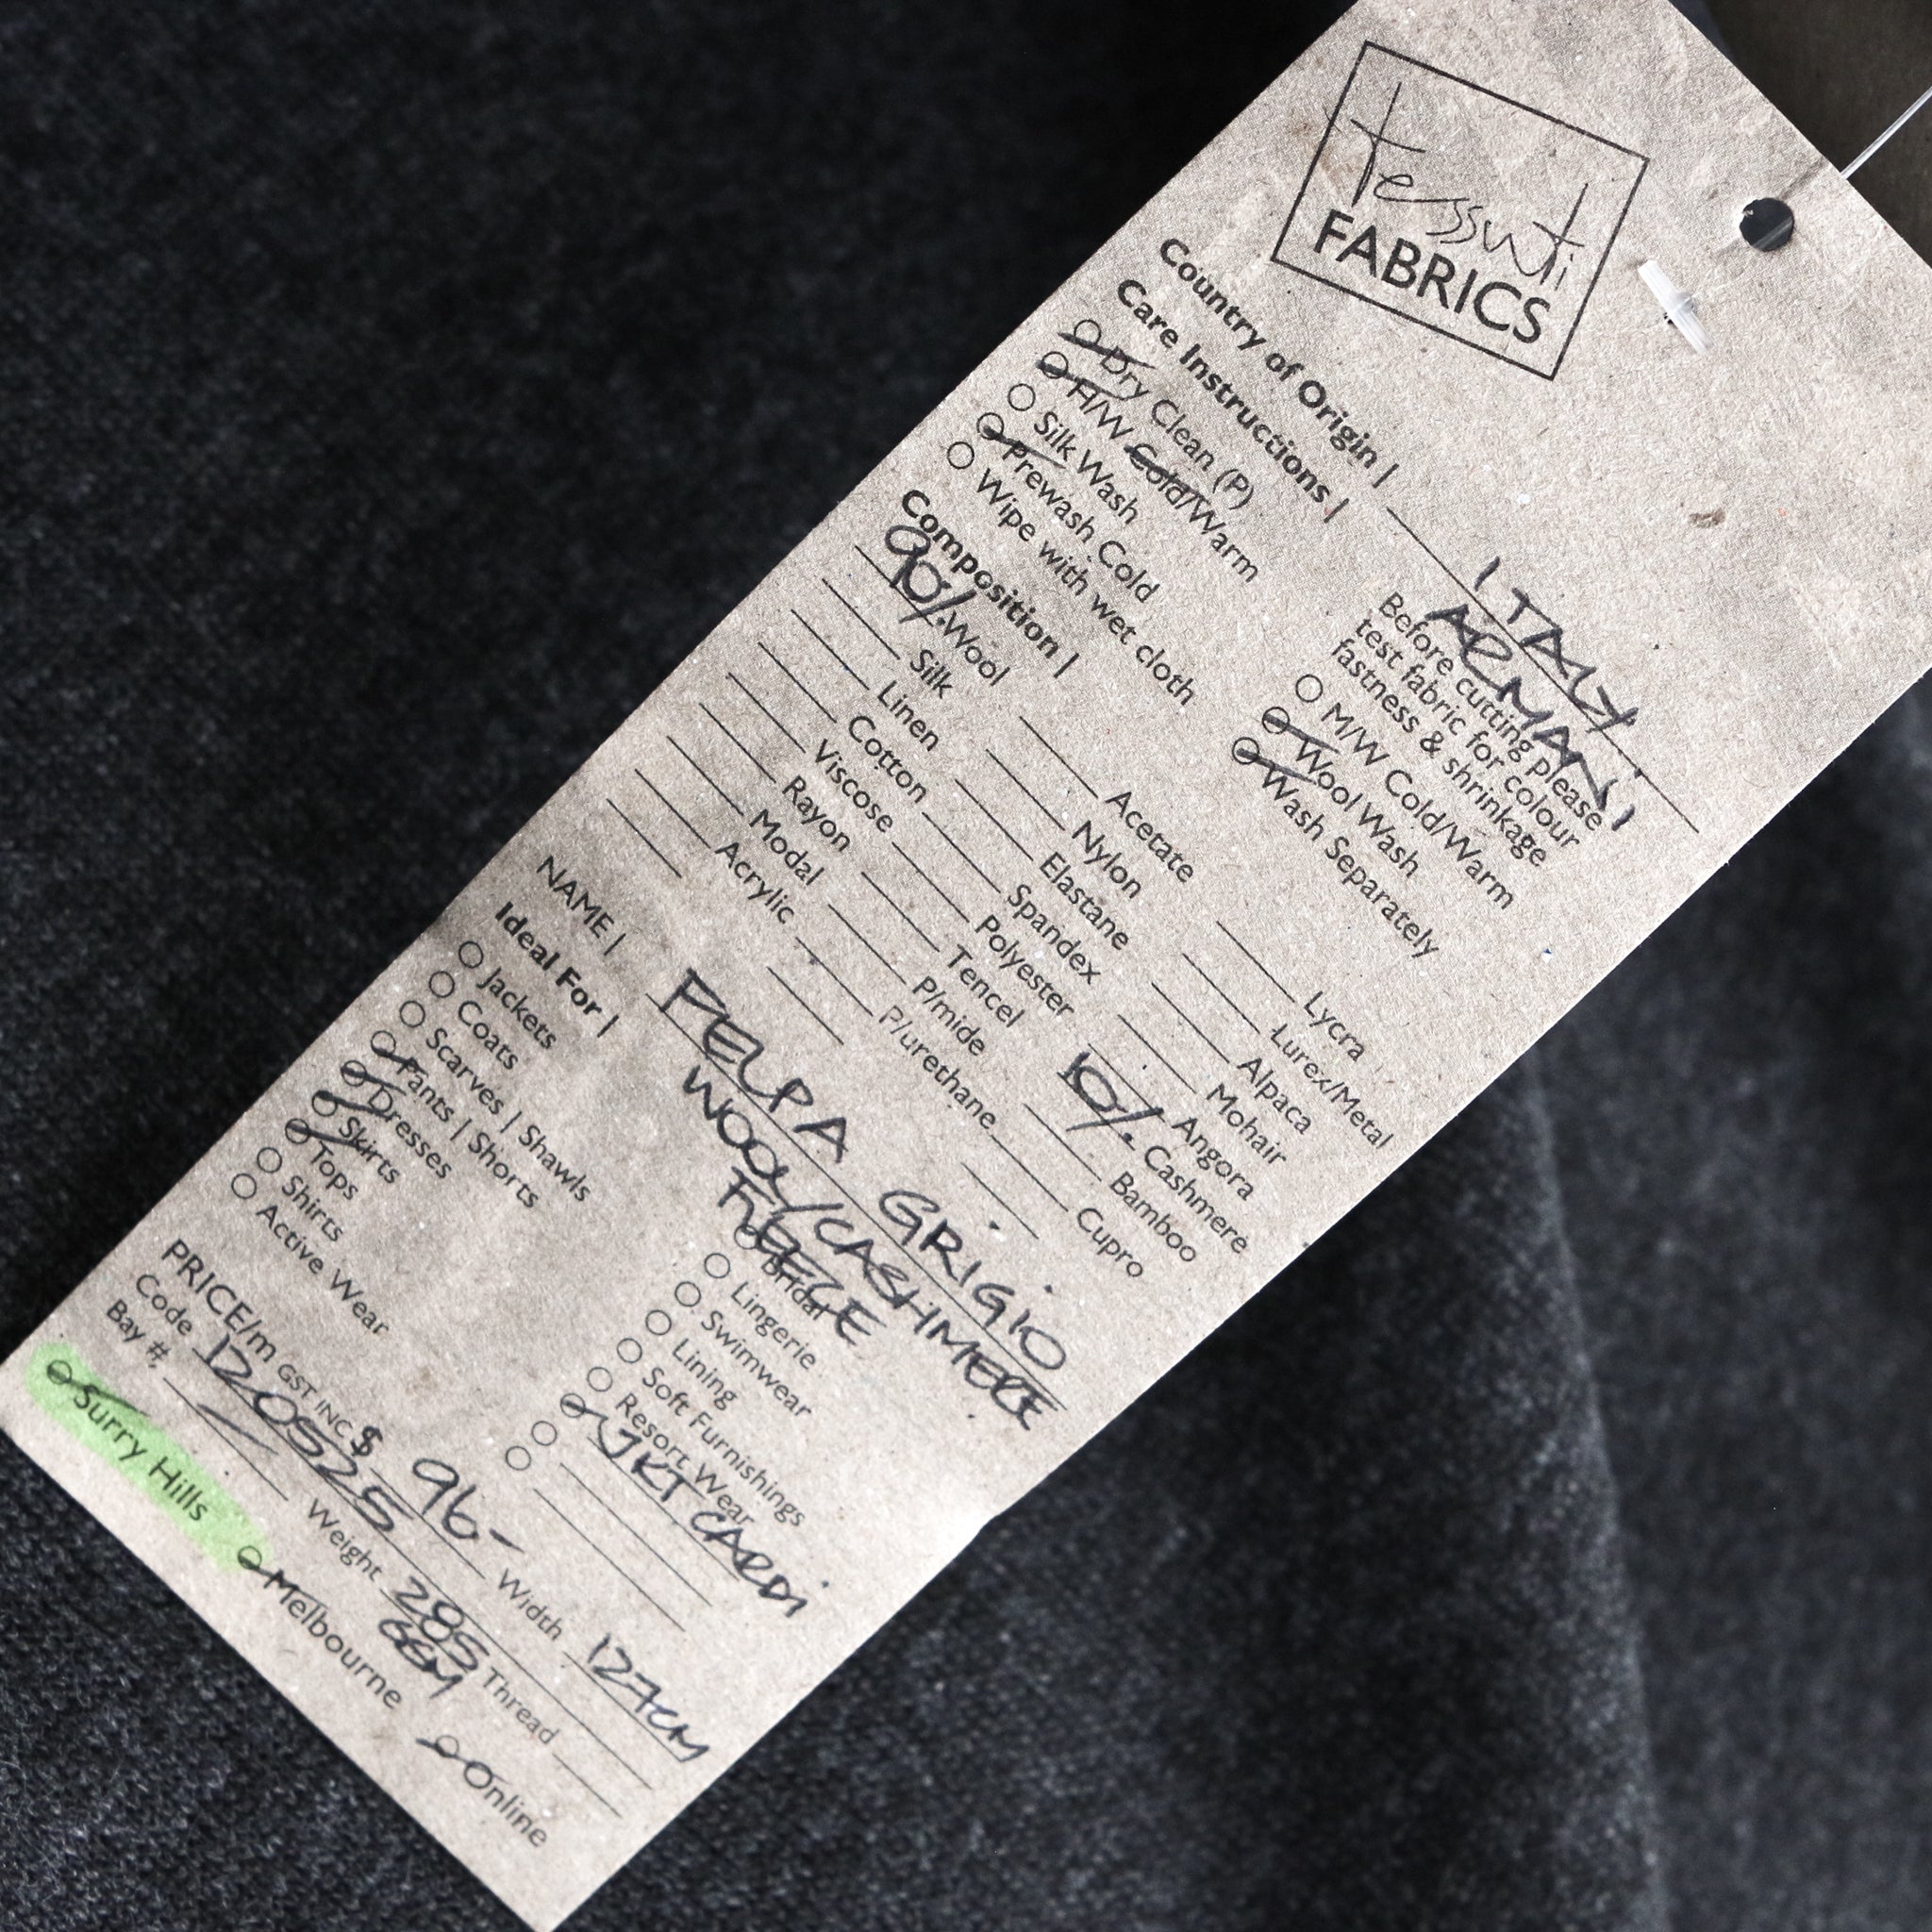 tessuti
FABRICS
Country of Origin | ITALY
ARMANI
Care Instructions |
Before cutting please
test fabric for colour
fastness & shrinkage
Dry Clean (P)
H/W Cold/Warm
Silk Wash
Prewash Cold
Wipe with wet cloth
M/W Cold/Warm
Wool Wash
Wash Separately
Composition |
90% Wool
Silk
Linen
Cotton
Viscose
Rayon
Modal
Acrylic
Acetate
Nylon
Elastane
Spandex
Polyester
Tencel
P/mide
P/urethane
Lycra
Lurex/Metal
Alpaca
Mohair
Angora
10% Cashmere
Bamboo
Cupro
NAME | FELPA GRIGIO
WOOL/CASHMERE
FLEECE
Ideal For |
Jackets
Coats
Scarves | Shawls
Pants | Shorts
Dresses
Skirts
Tops
Shirts
Active Wear
Bridal
Lingerie
Swimwear
Lining
Soft Furnishings
Resort Wear
JKT CARDI
PRICE/m GST INC $ 96- Width 127CM
Code 1205225 Weight 285 GSM Thread
Bay #: —
Surry Hills Melbourne Online